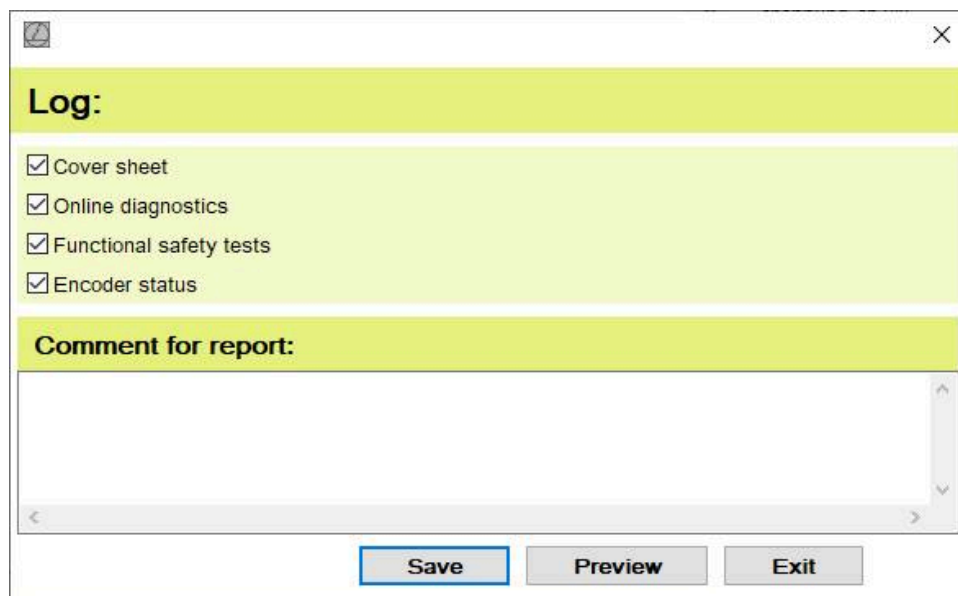 Log:
Cover sheet
Online diagnostics
Functional safety tests
Encoder status
Comment for report:
Save Preview Exit